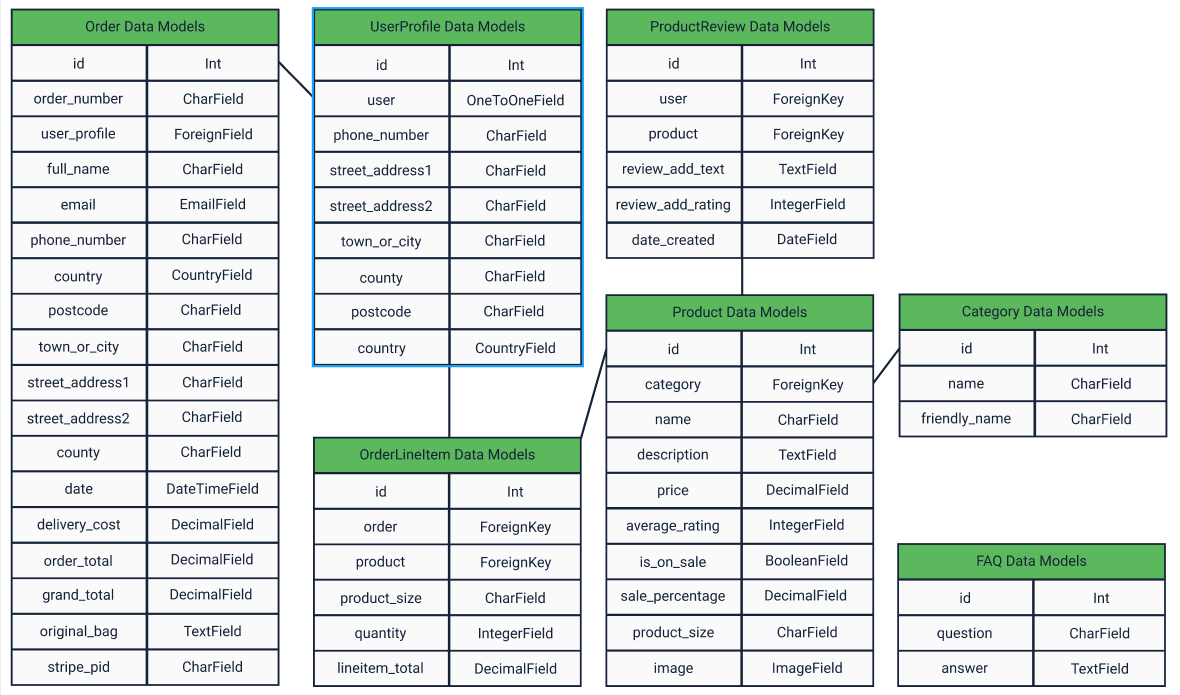 Order Data Models
id Int
order_number CharField
user_profile ForeignField
full_name CharField
email EmailField
phone_number CharField
country CountryField
postcode CharField
town_or_city CharField
street_address1 CharField
street_address2 CharField
county CharField
date DateTimeField
delivery_cost DecimalField
order_total DecimalField
grand_total DecimalField
original_bag TextField
stripe_pid CharField
UserProfile Data Models
id Int
user OneToOneField
phone_number CharField
street_address1 CharField
street_address2 CharField
town_or_city CharField
county CharField
postcode CharField
country CountryField
OrderLineItem Data Models
id Int
order ForeignKey
product ForeignKey
product_size CharField
quantity IntegerField
lineitem_total DecimalField
ProductReview Data Models
id Int
user ForeignKey
product ForeignKey
review_add_text TextField
review_add_rating IntegerField
date_created DateField
Product Data Models
id Int
category ForeignKey
name CharField
description TextField
price DecimalField
average_rating IntegerField
is_on_sale BooleanField
sale_percentage DecimalField
product_size CharField
image ImageField
Category Data Models
id Int
name CharField
friendly_name CharField
FAQ Data Models
id Int
question CharField
answer TextField